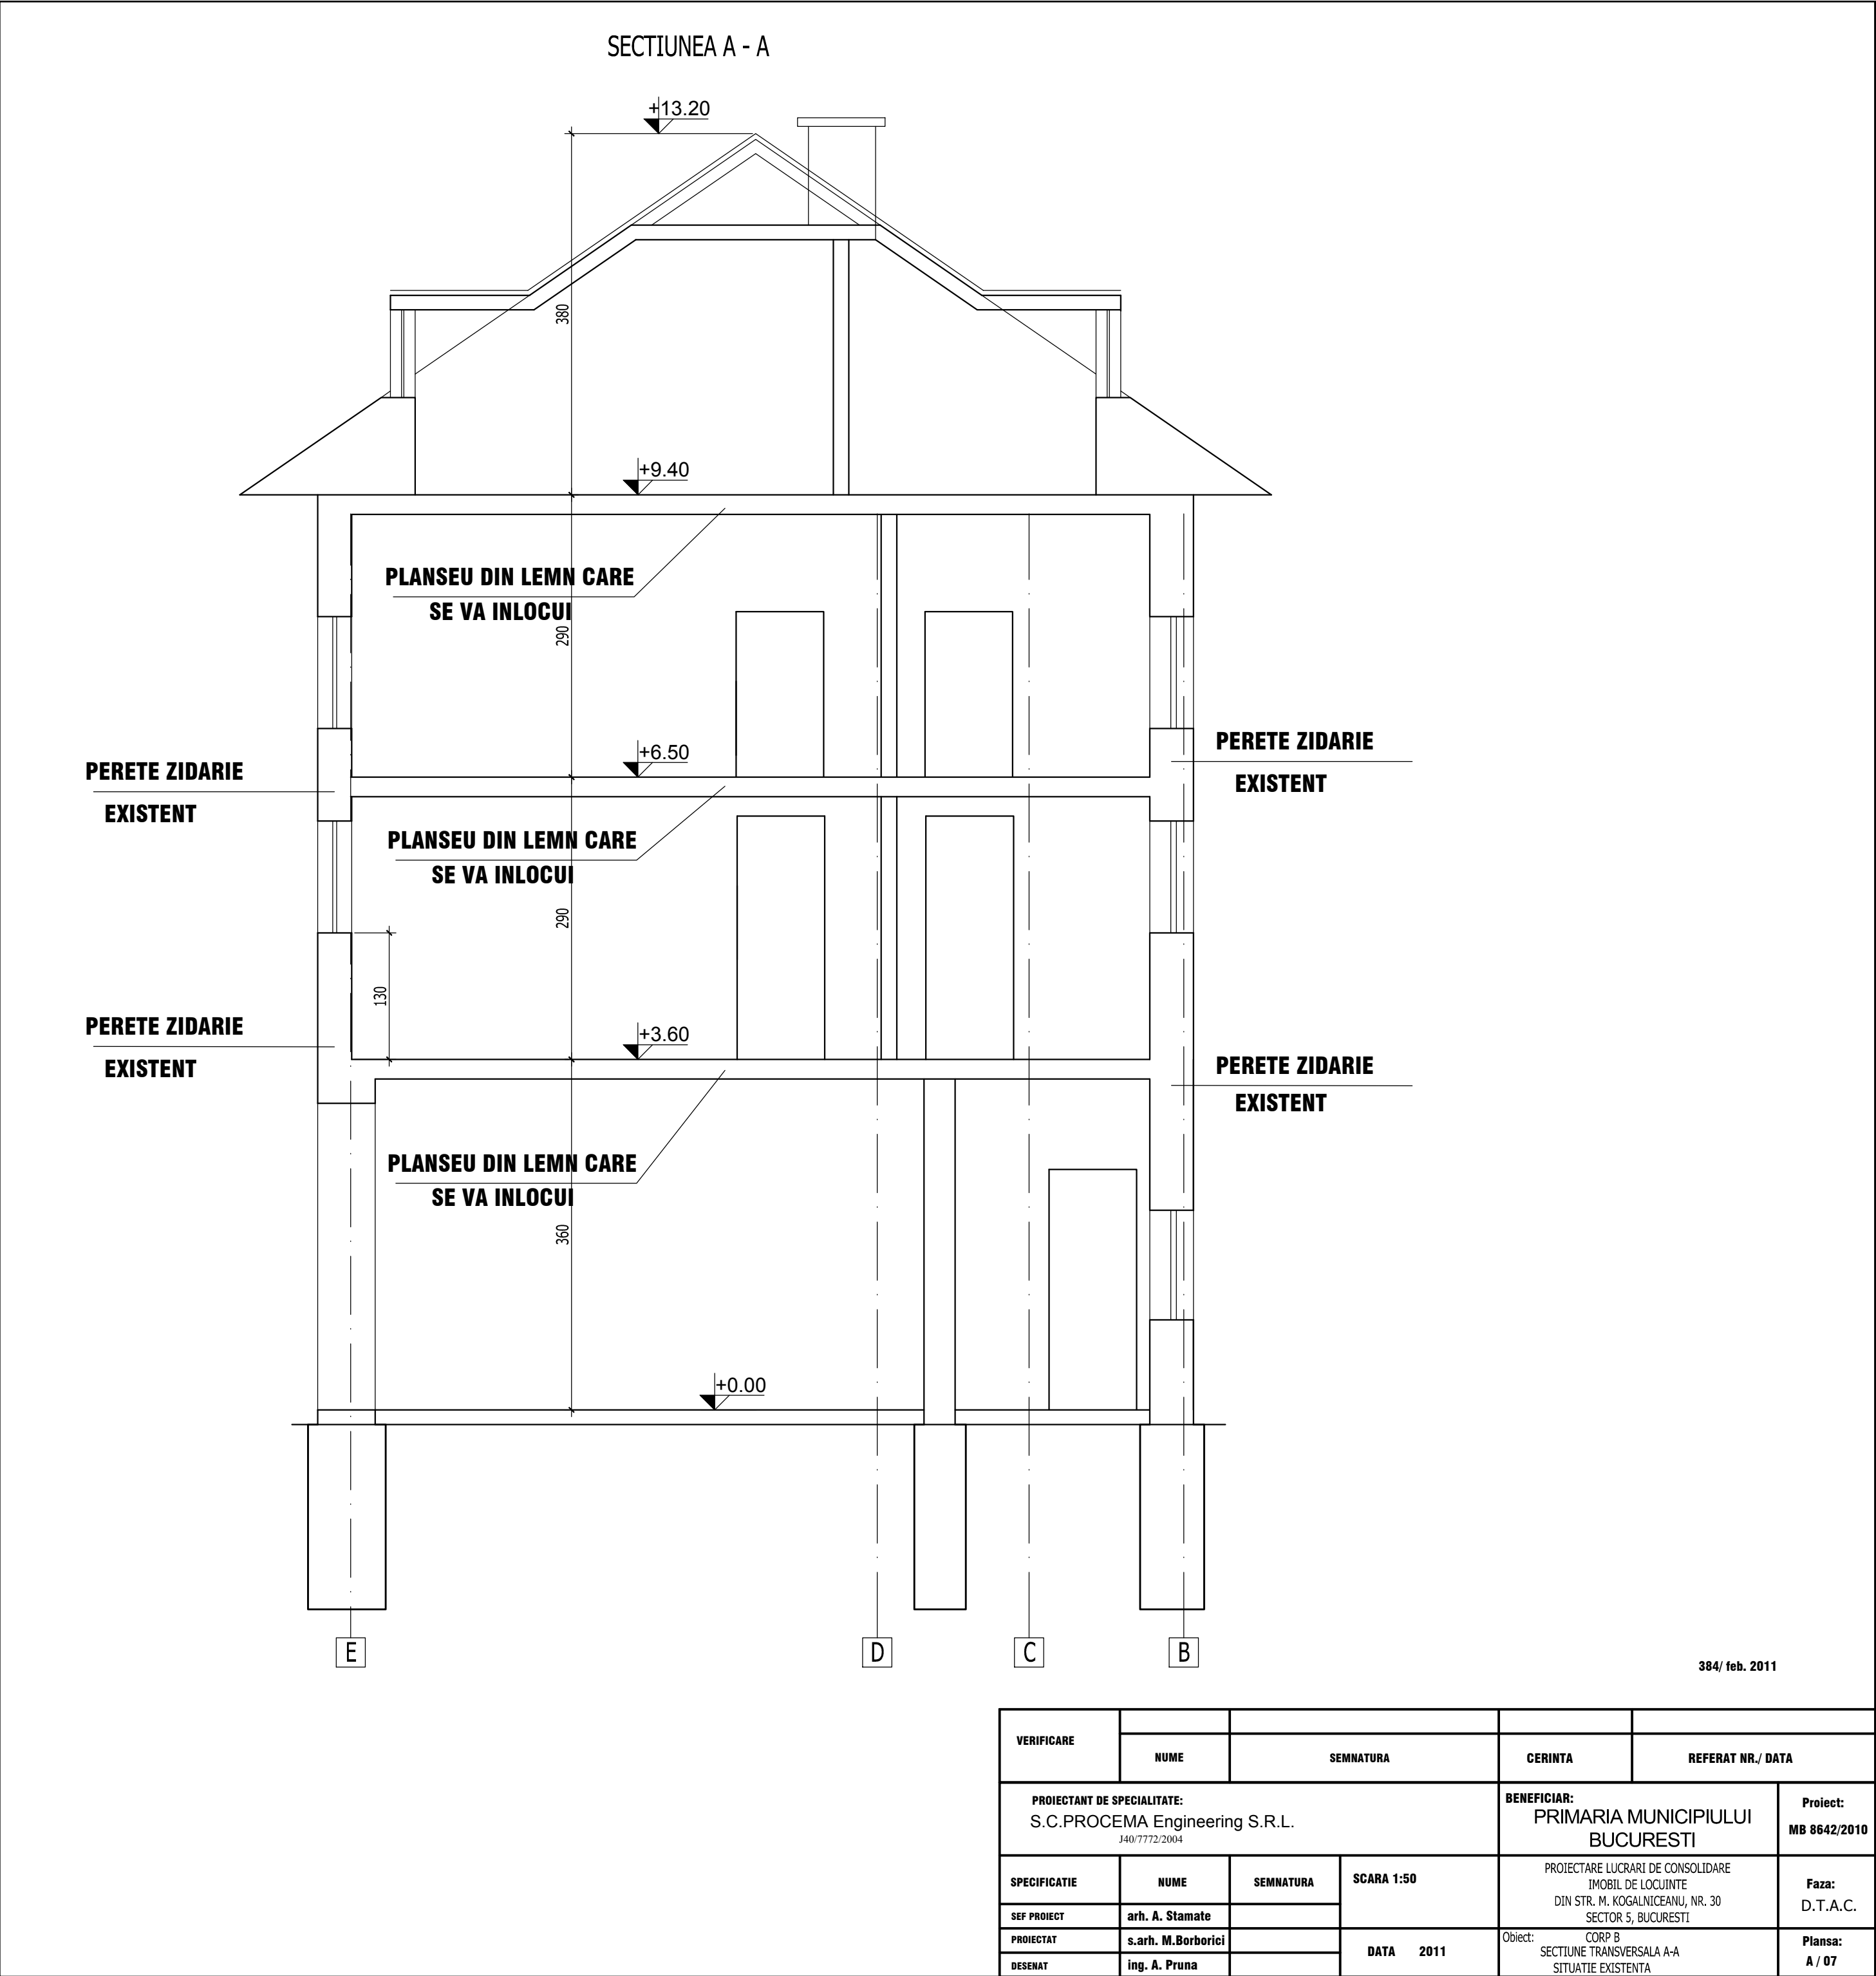 SECTIUNEA A - A
+13.20
380
+9.40
PLANSEU DIN LEMN CARE
SE VA INLOCUI
290
+6.50
PERETE ZIDARIE
EXISTENT
PERETE ZIDARIE
EXISTENT
PLANSEU DIN LEMN CARE
SE VA INLOCUI
290
130
+3.60
PERETE ZIDARIE
EXISTENT
PERETE ZIDARIE
EXISTENT
PLANSEU DIN LEMN CARE
SE VA INLOCUI
360
+0.00
E
D
C
B
384/ feb. 2011
VERIFICARE
NUME
SEMNATURA
CERINTA
REFERAT NR./ DATA
PROIECTANT DE SPECIALITATE:
S.C.PROCEMA Engineering S.R.L.
J40/7772/2004
BENEFICIAR:
PRIMARIA MUNICIPIULUI
BUCURESTI
Proiect:
MB 8642/2010
SPECIFICATIE
NUME
SEMNATURA
SCARA 1:50
PROIECTARE LUCRARI DE CONSOLIDARE
IMOBIL DE LOCUINTE
DIN STR. M. KOGALNICEANU, NR. 30
SECTOR 5, BUCURESTI
Faza:
D.T.A.C.
SEF PROIECT
arh. A. Stamate
PROIECTAT
s.arh. M.Borborici
DESENAT
ing. A. Pruna
DATA 2011
Obiect: CORP B
SECTIUNE TRANSVERSALA A-A
SITUATIE EXISTENTA
Plansa:
A / 07